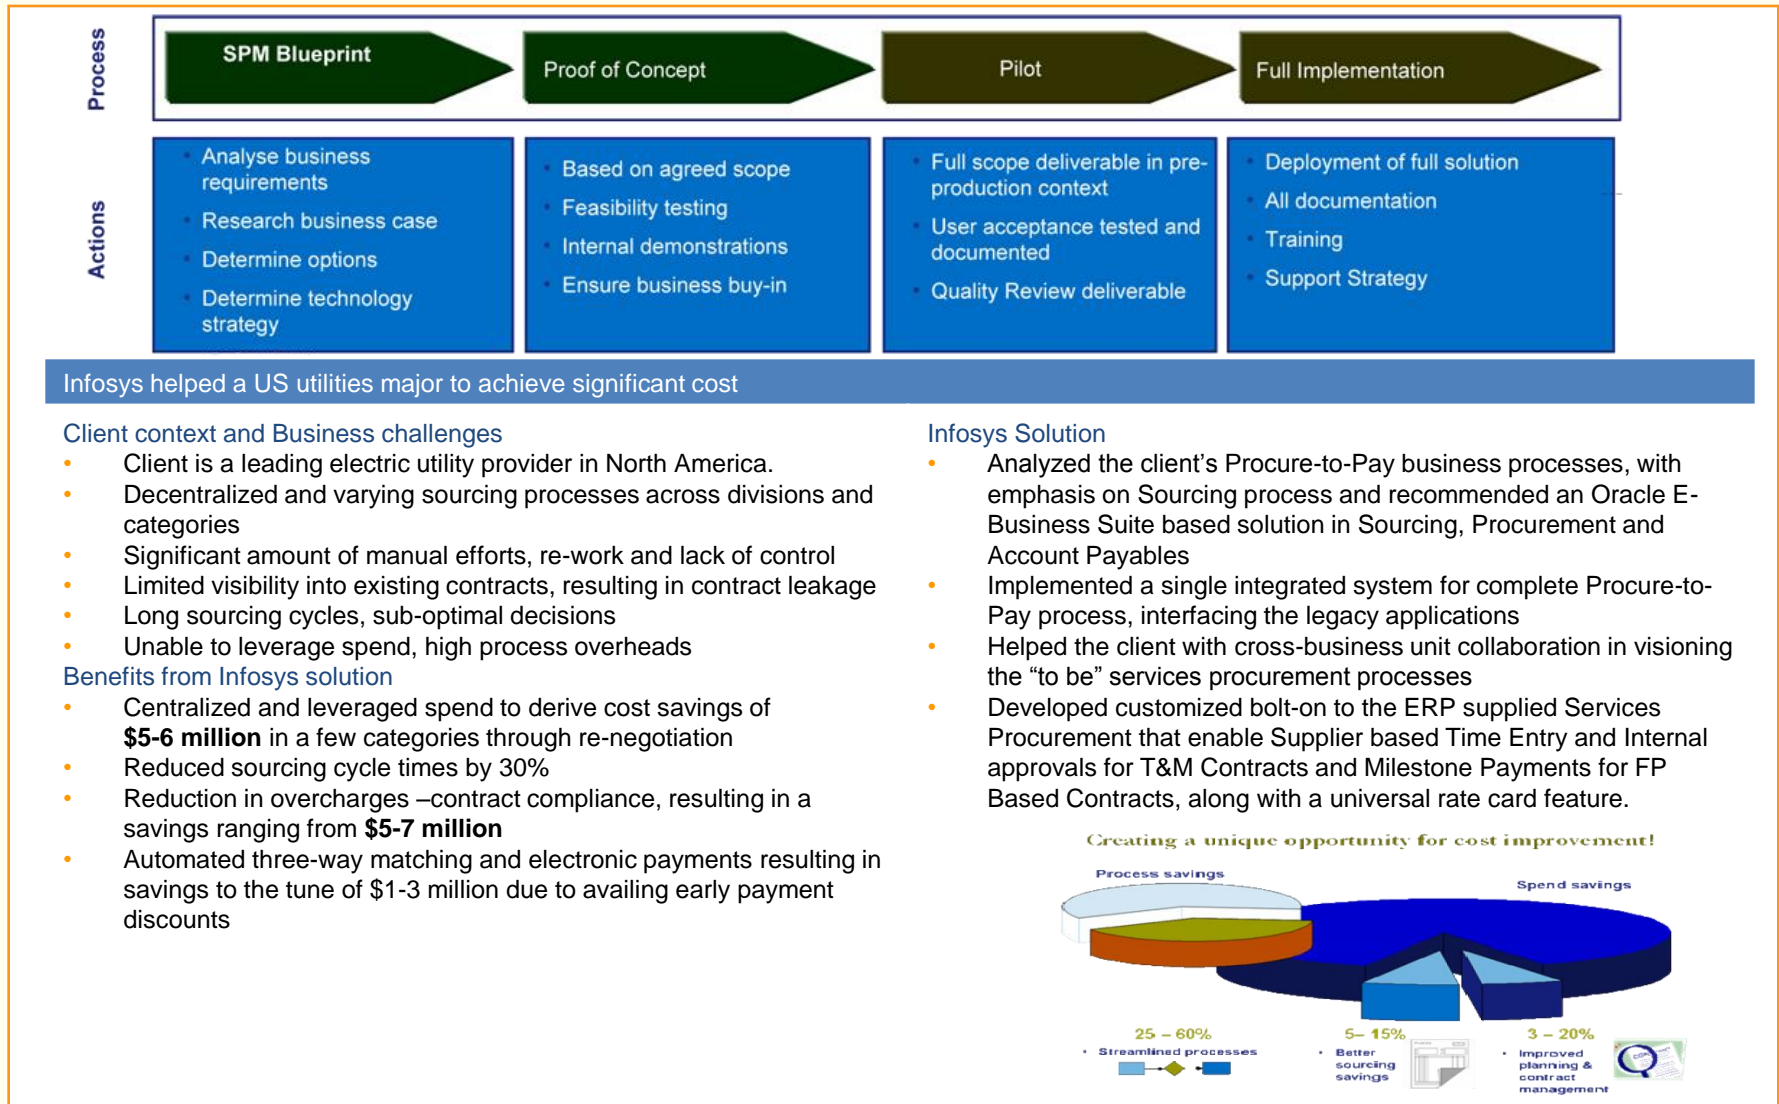 Process
SPM Blueprint
Proof of Concept
Pilot
Full Implementation
Actions
Analyse business
requirements
Research business case
Determine options
Determine technology
strategy
Based on agreed scope
Feasibility testing
Internal demonstrations
Ensure business buy-in
Full scope deliverable in pre-
production context
User acceptance tested and
documented
Quality Review deliverable
Deployment of full solution
All documentation
Training
Support Strategy
Infosys helped a US utilities major to achieve significant cost
Client context and Business challenges
• Client is a leading electric utility provider in North America.
• Decentralized and varying sourcing processes across divisions and
categories
• Significant amount of manual efforts, re-work and lack of control
• Limited visibility into existing contracts, resulting in contract leakage
• Long sourcing cycles, sub-optimal decisions
• Unable to leverage spend, high process overheads
Benefits from Infosys solution
• Centralized and leveraged spend to derive cost savings of
$5-6 million in a few categories through re-negotiation
• Reduced sourcing cycle times by 30%
• Reduction in overcharges –contract compliance, resulting in a
savings ranging from $5-7 million
• Automated three-way matching and electronic payments resulting in
savings to the tune of $1-3 million due to availing early payment
discounts
Infosys Solution
• Analyzed the client’s Procure-to-Pay business processes, with
emphasis on Sourcing process and recommended an Oracle E-
Business Suite based solution in Sourcing, Procurement and
Account Payables
• Implemented a single integrated system for complete Procure-to-
Pay process, interfacing the legacy applications
• Helped the client with cross-business unit collaboration in visioning
the “to be” services procurement processes
• Developed customized bolt-on to the ERP supplied Services
Procurement that enable Supplier based Time Entry and Internal
approvals for T&M Contracts and Milestone Payments for FP
Based Contracts, along with a universal rate card feature.
Creating a unique opportunity for cost improvement!
Process savings
Spend savings
25 – 60%
• Streamlined processes
5– 15%
• Better
sourcing
savings
3 – 20%
• Improved
planning &
contract
management